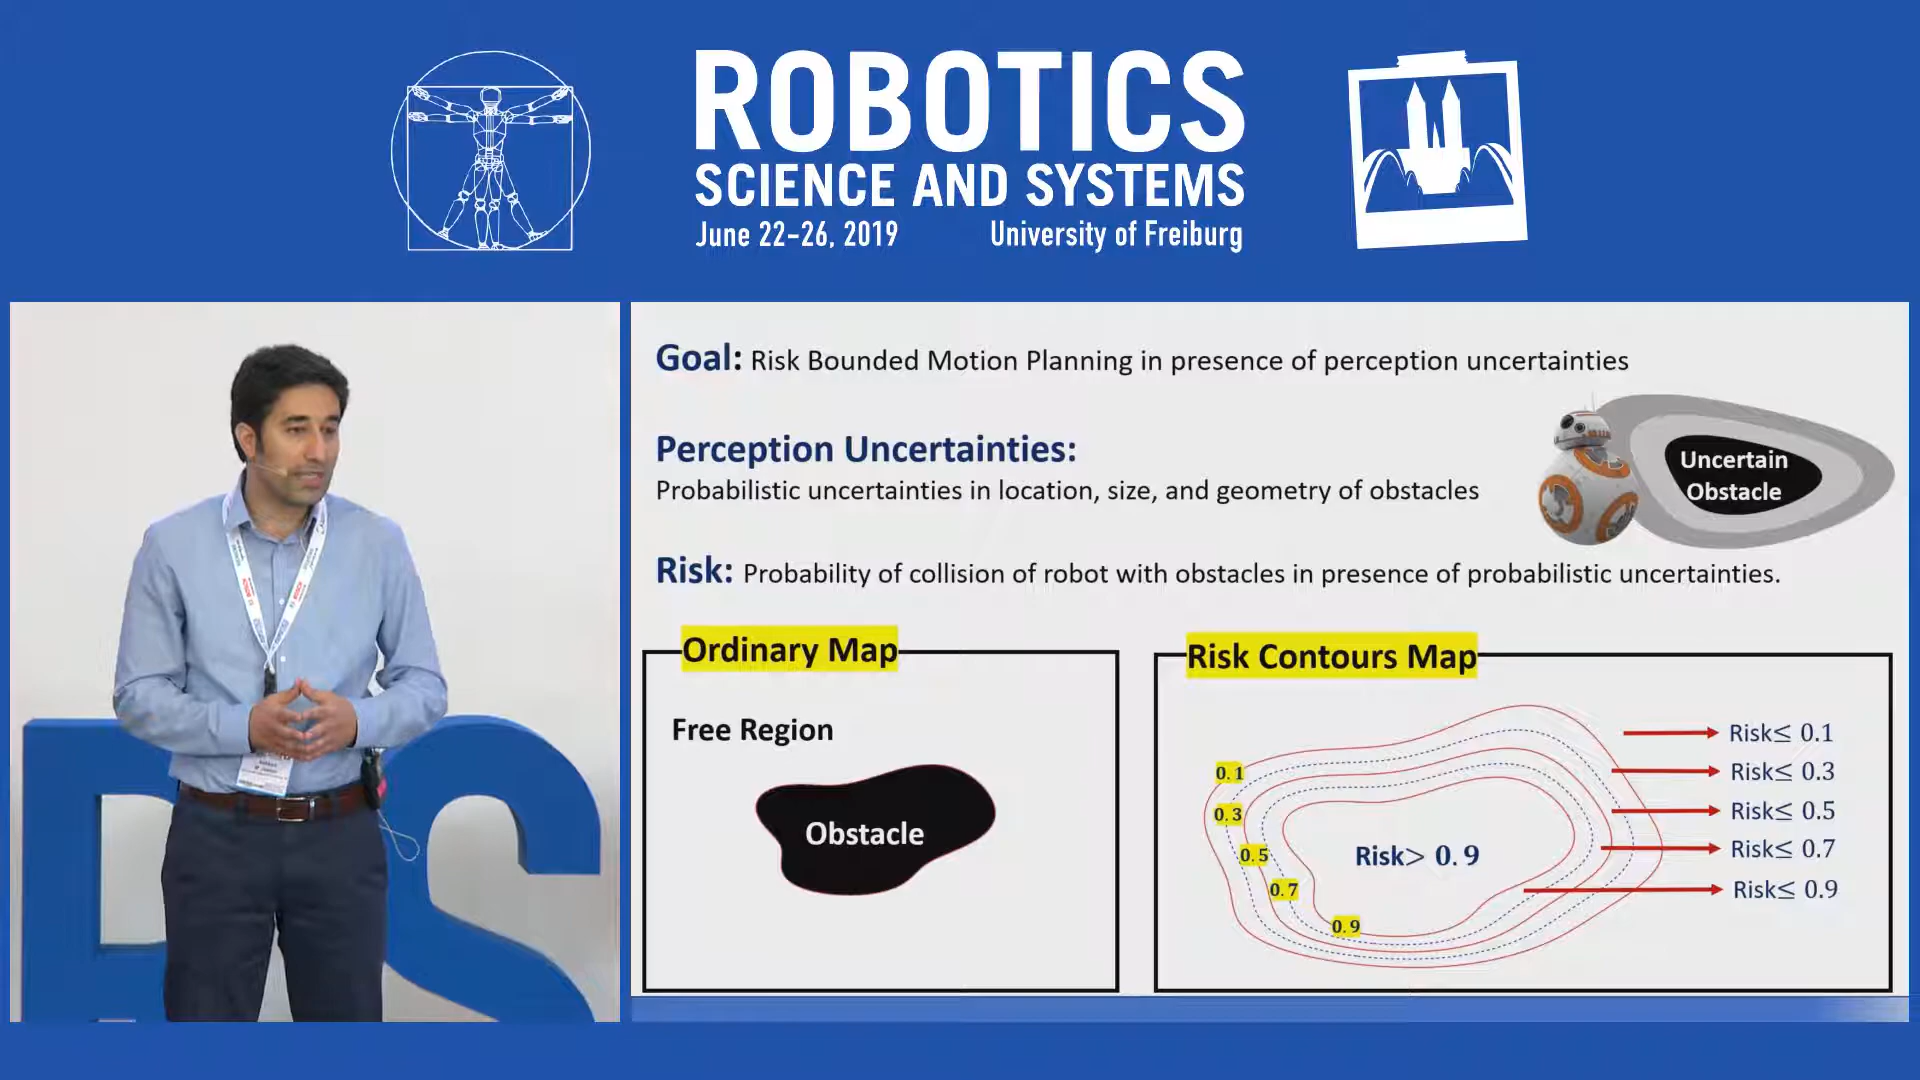 ROBOTICS
SCIENCE AND SYSTEMS
June 22-26, 2019 University of Freiburg
Goal: Risk Bounded Motion Planning in presence of perception uncertainties
Perception Uncertainties:
Probabilistic uncertainties in location, size, and geometry of obstacles
Uncertain
Obstacle
Risk: Probability of collision of robot with obstacles in presence of probabilistic uncertainties.
Ordinary Map
Free Region
Obstacle
Risk Contours Map
0.1
0.3
0.5
0.7
0.9
Risk> 0.9
Risk≤ 0.1
Risk≤ 0.3
Risk≤ 0.5
Risk≤ 0.7
Risk≤ 0.9